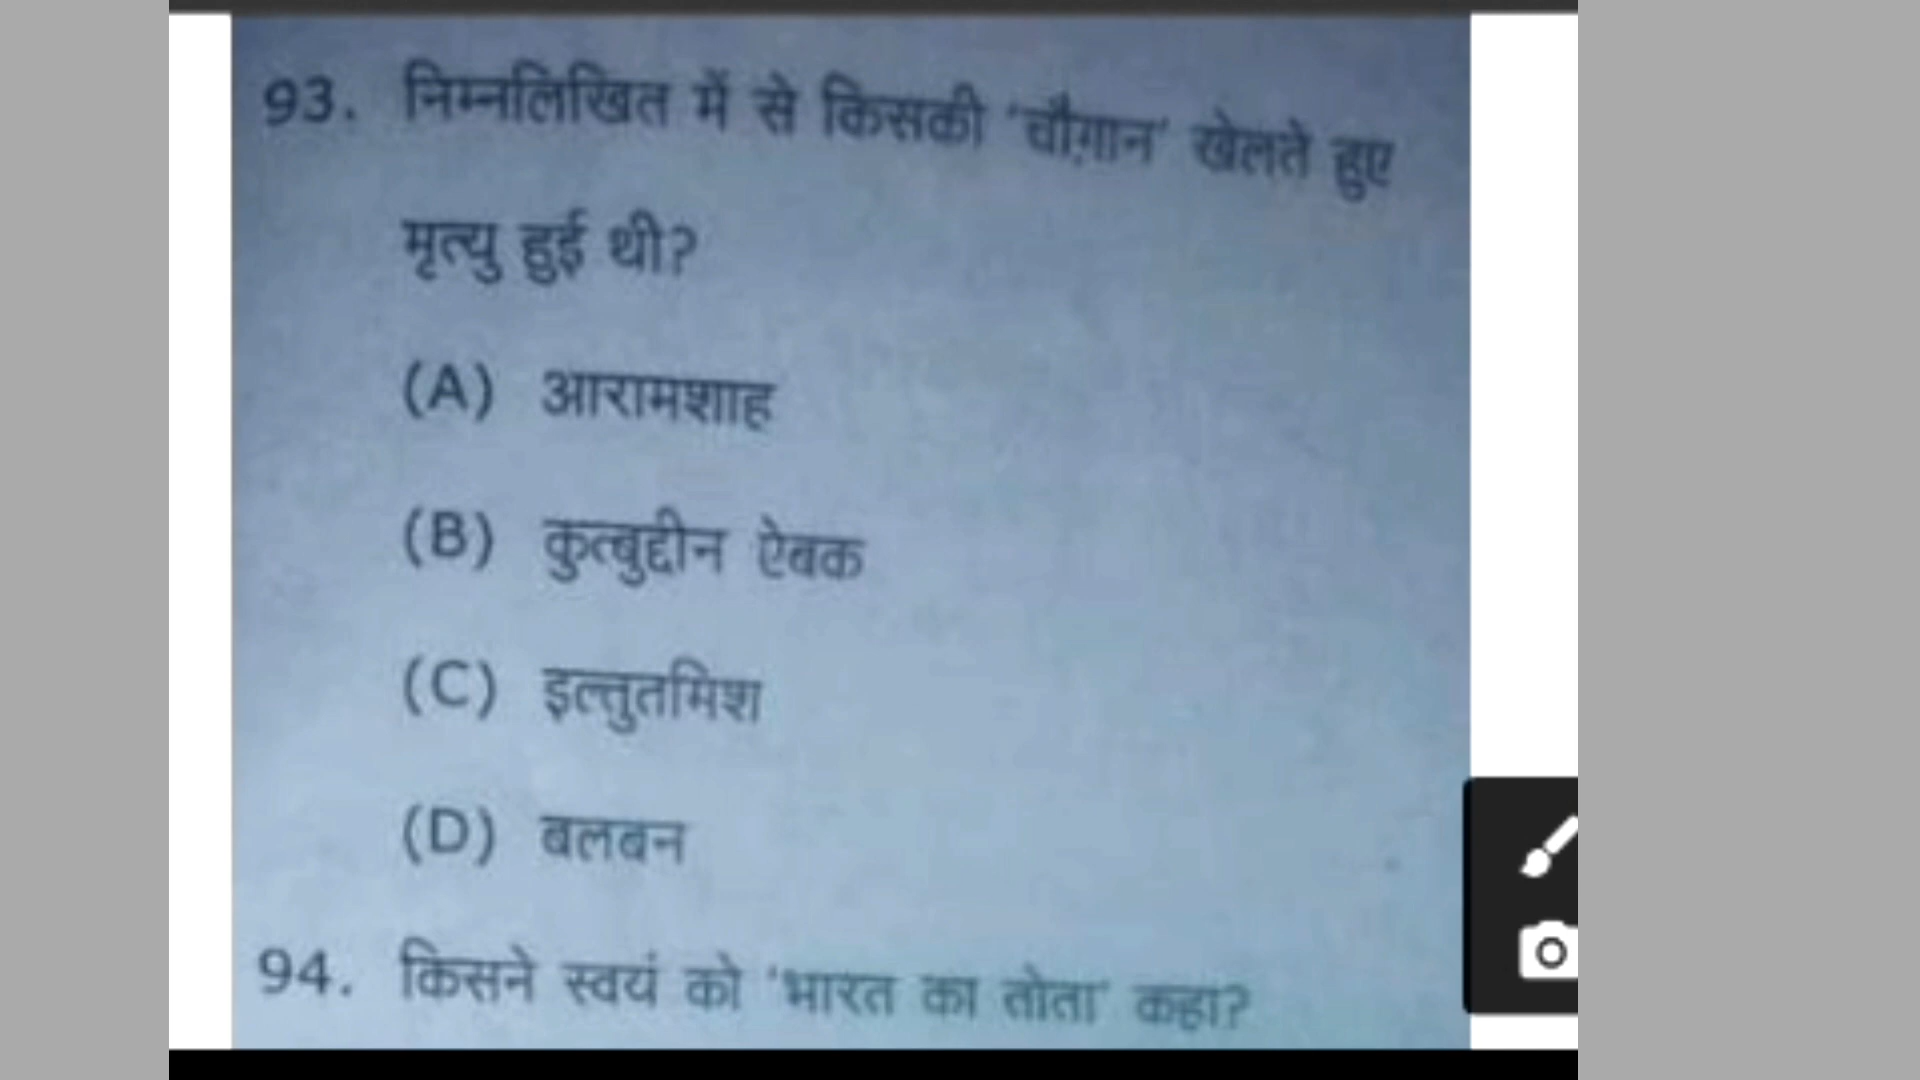 93. निम्नलिखित में से किसकी ‘चौग़ान’ खेलते हुए
मृत्यु हुई थी?
(A) आरामशाह
(B) कुत्बुद्दीन ऐबक
(C) इल्तुतमिश
(D) बलबन
94. किसने स्वयं को ‘भारत का तोता’ कहा?